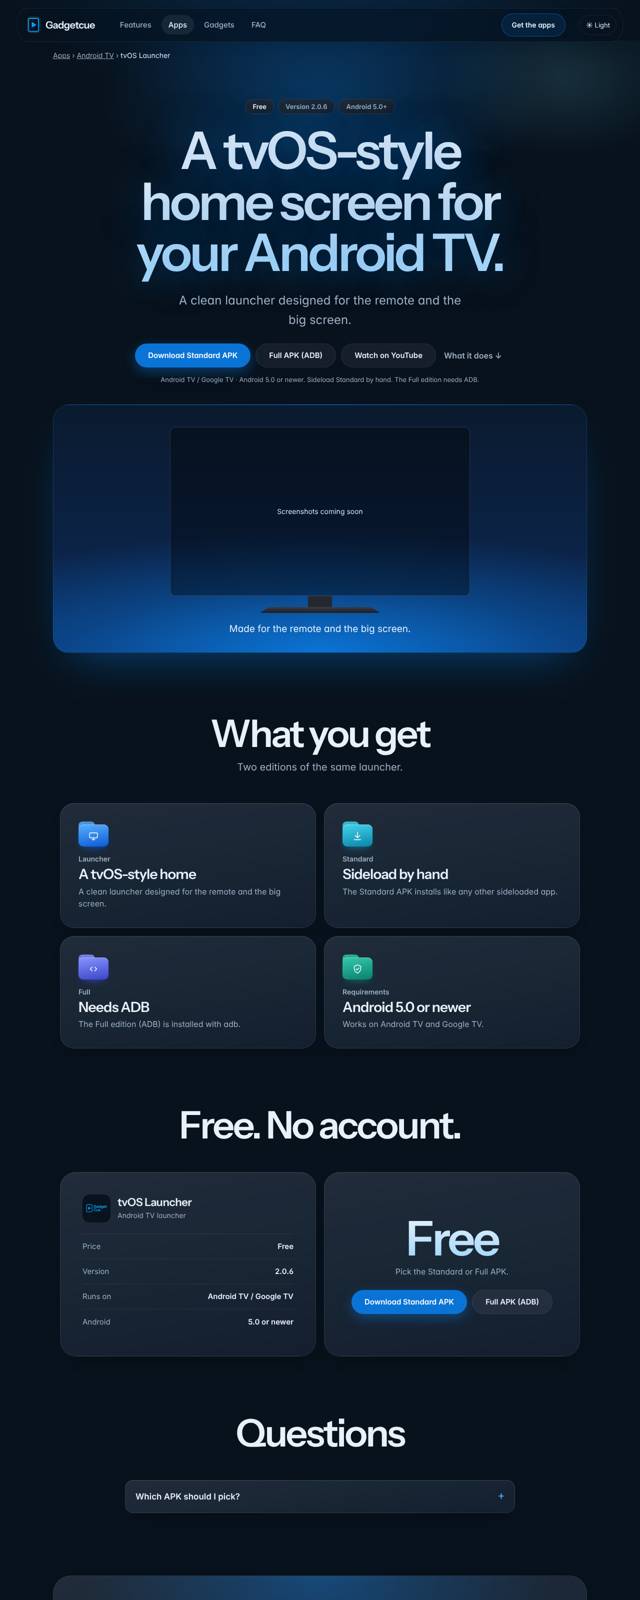 Gadgetcue
Features
Apps
Gadgets
FAQ
Get the apps
☀ Light
Apps › Android TV › tvOS Launcher
Free
Version 2.0.6
Android 5.0+
A tvOS-style
home screen for
your Android TV.
A clean launcher designed for the remote and the
big screen.
Download Standard APK
Full APK (ADB)
Watch on YouTube
What it does ↓
Android TV / Google TV · Android 5.0 or newer. Sideload Standard by hand. The Full edition needs ADB.
Screenshots coming soon
Made for the remote and the big screen.
What you get
Two editions of the same launcher.
Launcher
A tvOS-style home
A clean launcher designed for the remote and the big
screen.
Standard
Sideload by hand
The Standard APK installs like any other sideloaded app.
Full
Needs ADB
The Full edition (ADB) is installed with adb.
Requirements
Android 5.0 or newer
Works on Android TV and Google TV.
Free. No account.
tvOS Launcher
Android TV launcher
Price
Free
Version
2.0.6
Runs on
Android TV / Google TV
Android
5.0 or newer
Free
Pick the Standard or Full APK.
Download Standard APK
Full APK (ADB)
Questions
Which APK should I pick?
+